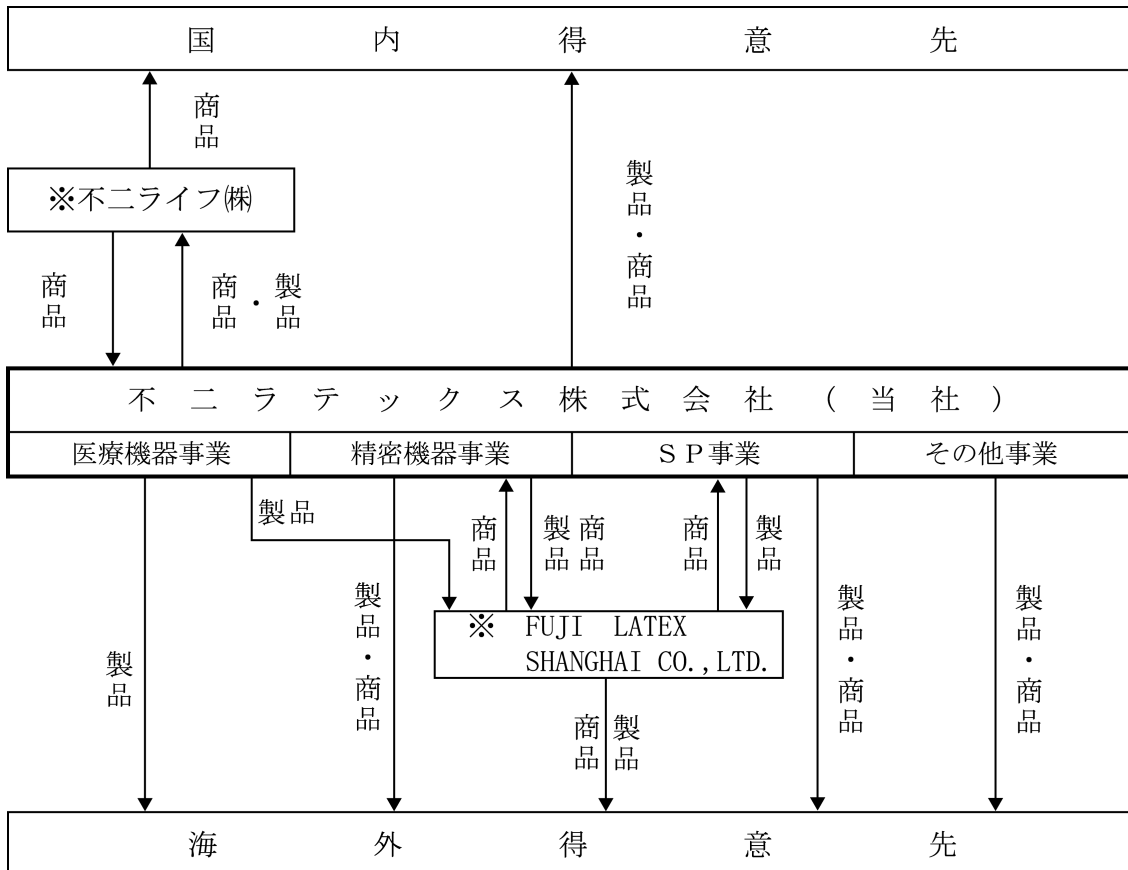 国内得意先
商品
製品・商品
※不二ライフ㈱
商品
商品・製品
不二ラテックス株式会社(当社)
医療機器事業
精密機器事業
ＳＰ事業
その他事業
製品
商品
製品
商品
商品
製品
製品
製品・商品
※ FUJI LATEX
SHANGHAI CO.,LTD.
製品・商品
製品・商品
商品
製品
海外得意先